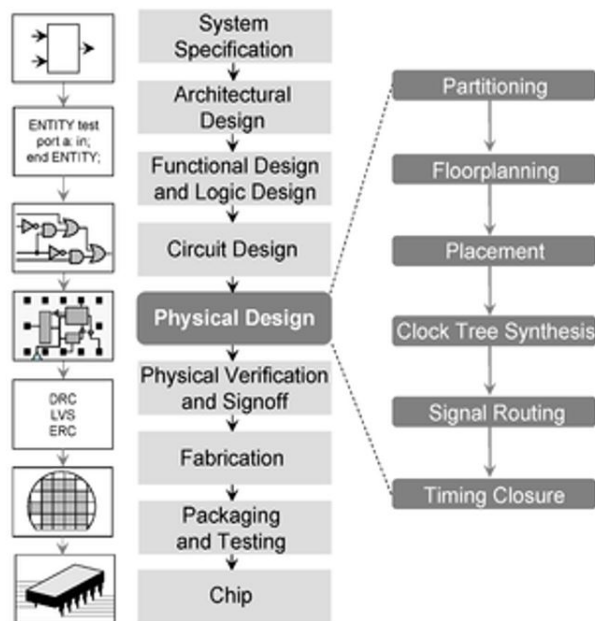 ENTITY test
port a: in;
end ENTITY;
DRC
LVS
ERC
System
Specification
Architectural
Design
Functional Design
and Logic Design
Circuit Design
Physical Design
Physical Verification
and Signoff
Fabrication
Packaging
and Testing
Chip
Partitioning
Floorplanning
Placement
Clock Tree Synthesis
Signal Routing
Timing Closure